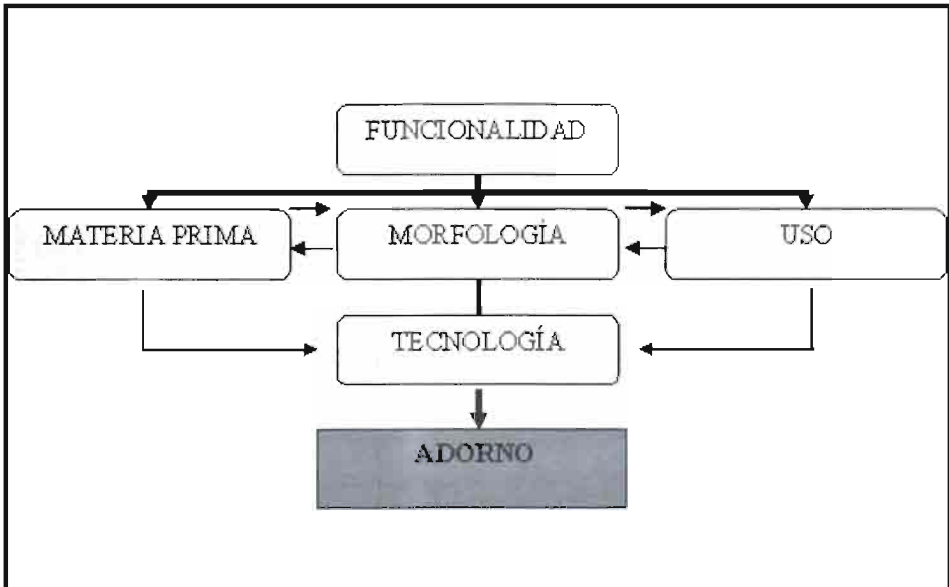 FUNCIONALIDAD
MATERIA PRIMA
MORFOLOGÍA
USO
TECNOLOGÍA
ADORNO